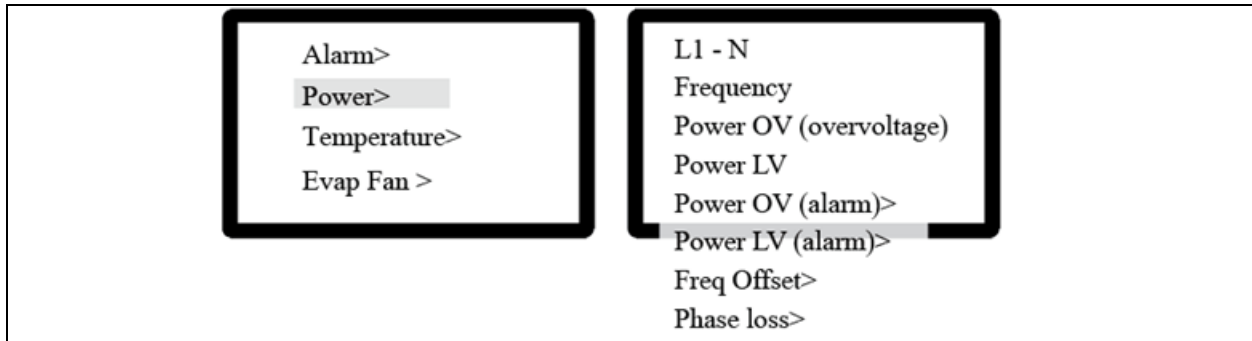 Alarm>
Power>
Temperature>
Evap Fan >
L1 - N
Frequency
Power OV (overvoltage)
Power LV
Power OV (alarm)>
Power LV (alarm)>
Freq Offset>
Phase loss>